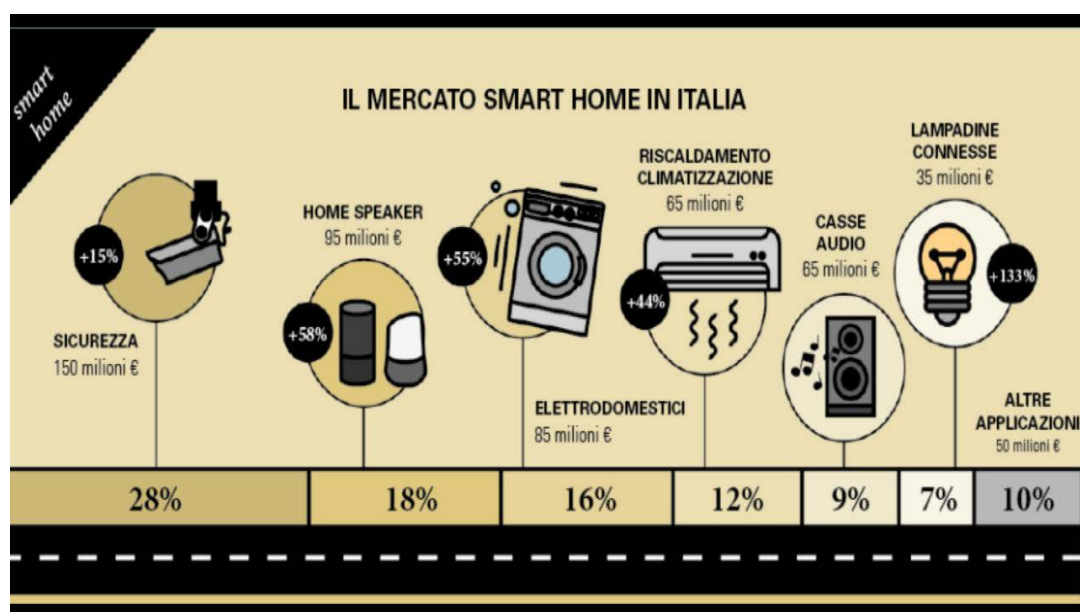 smart
home
IL MERCATO SMART HOME IN ITALIA
+15%
SICUREZZA
150 milioni €
HOME SPEAKER
95 milioni €
+58%
+55%
ELETTRODOMESTICI
85 milioni €
RISCALDAMENTO
CLIMATIZZAZIONE
65 milioni €
+44%
CASSE
AUDIO
65 milioni €
LAMPADINE
CONNESSE
35 milioni €
+133%
ALTRE
APPLICAZIONI
50 milioni €
28%
18%
16%
12%
9%
7%
10%